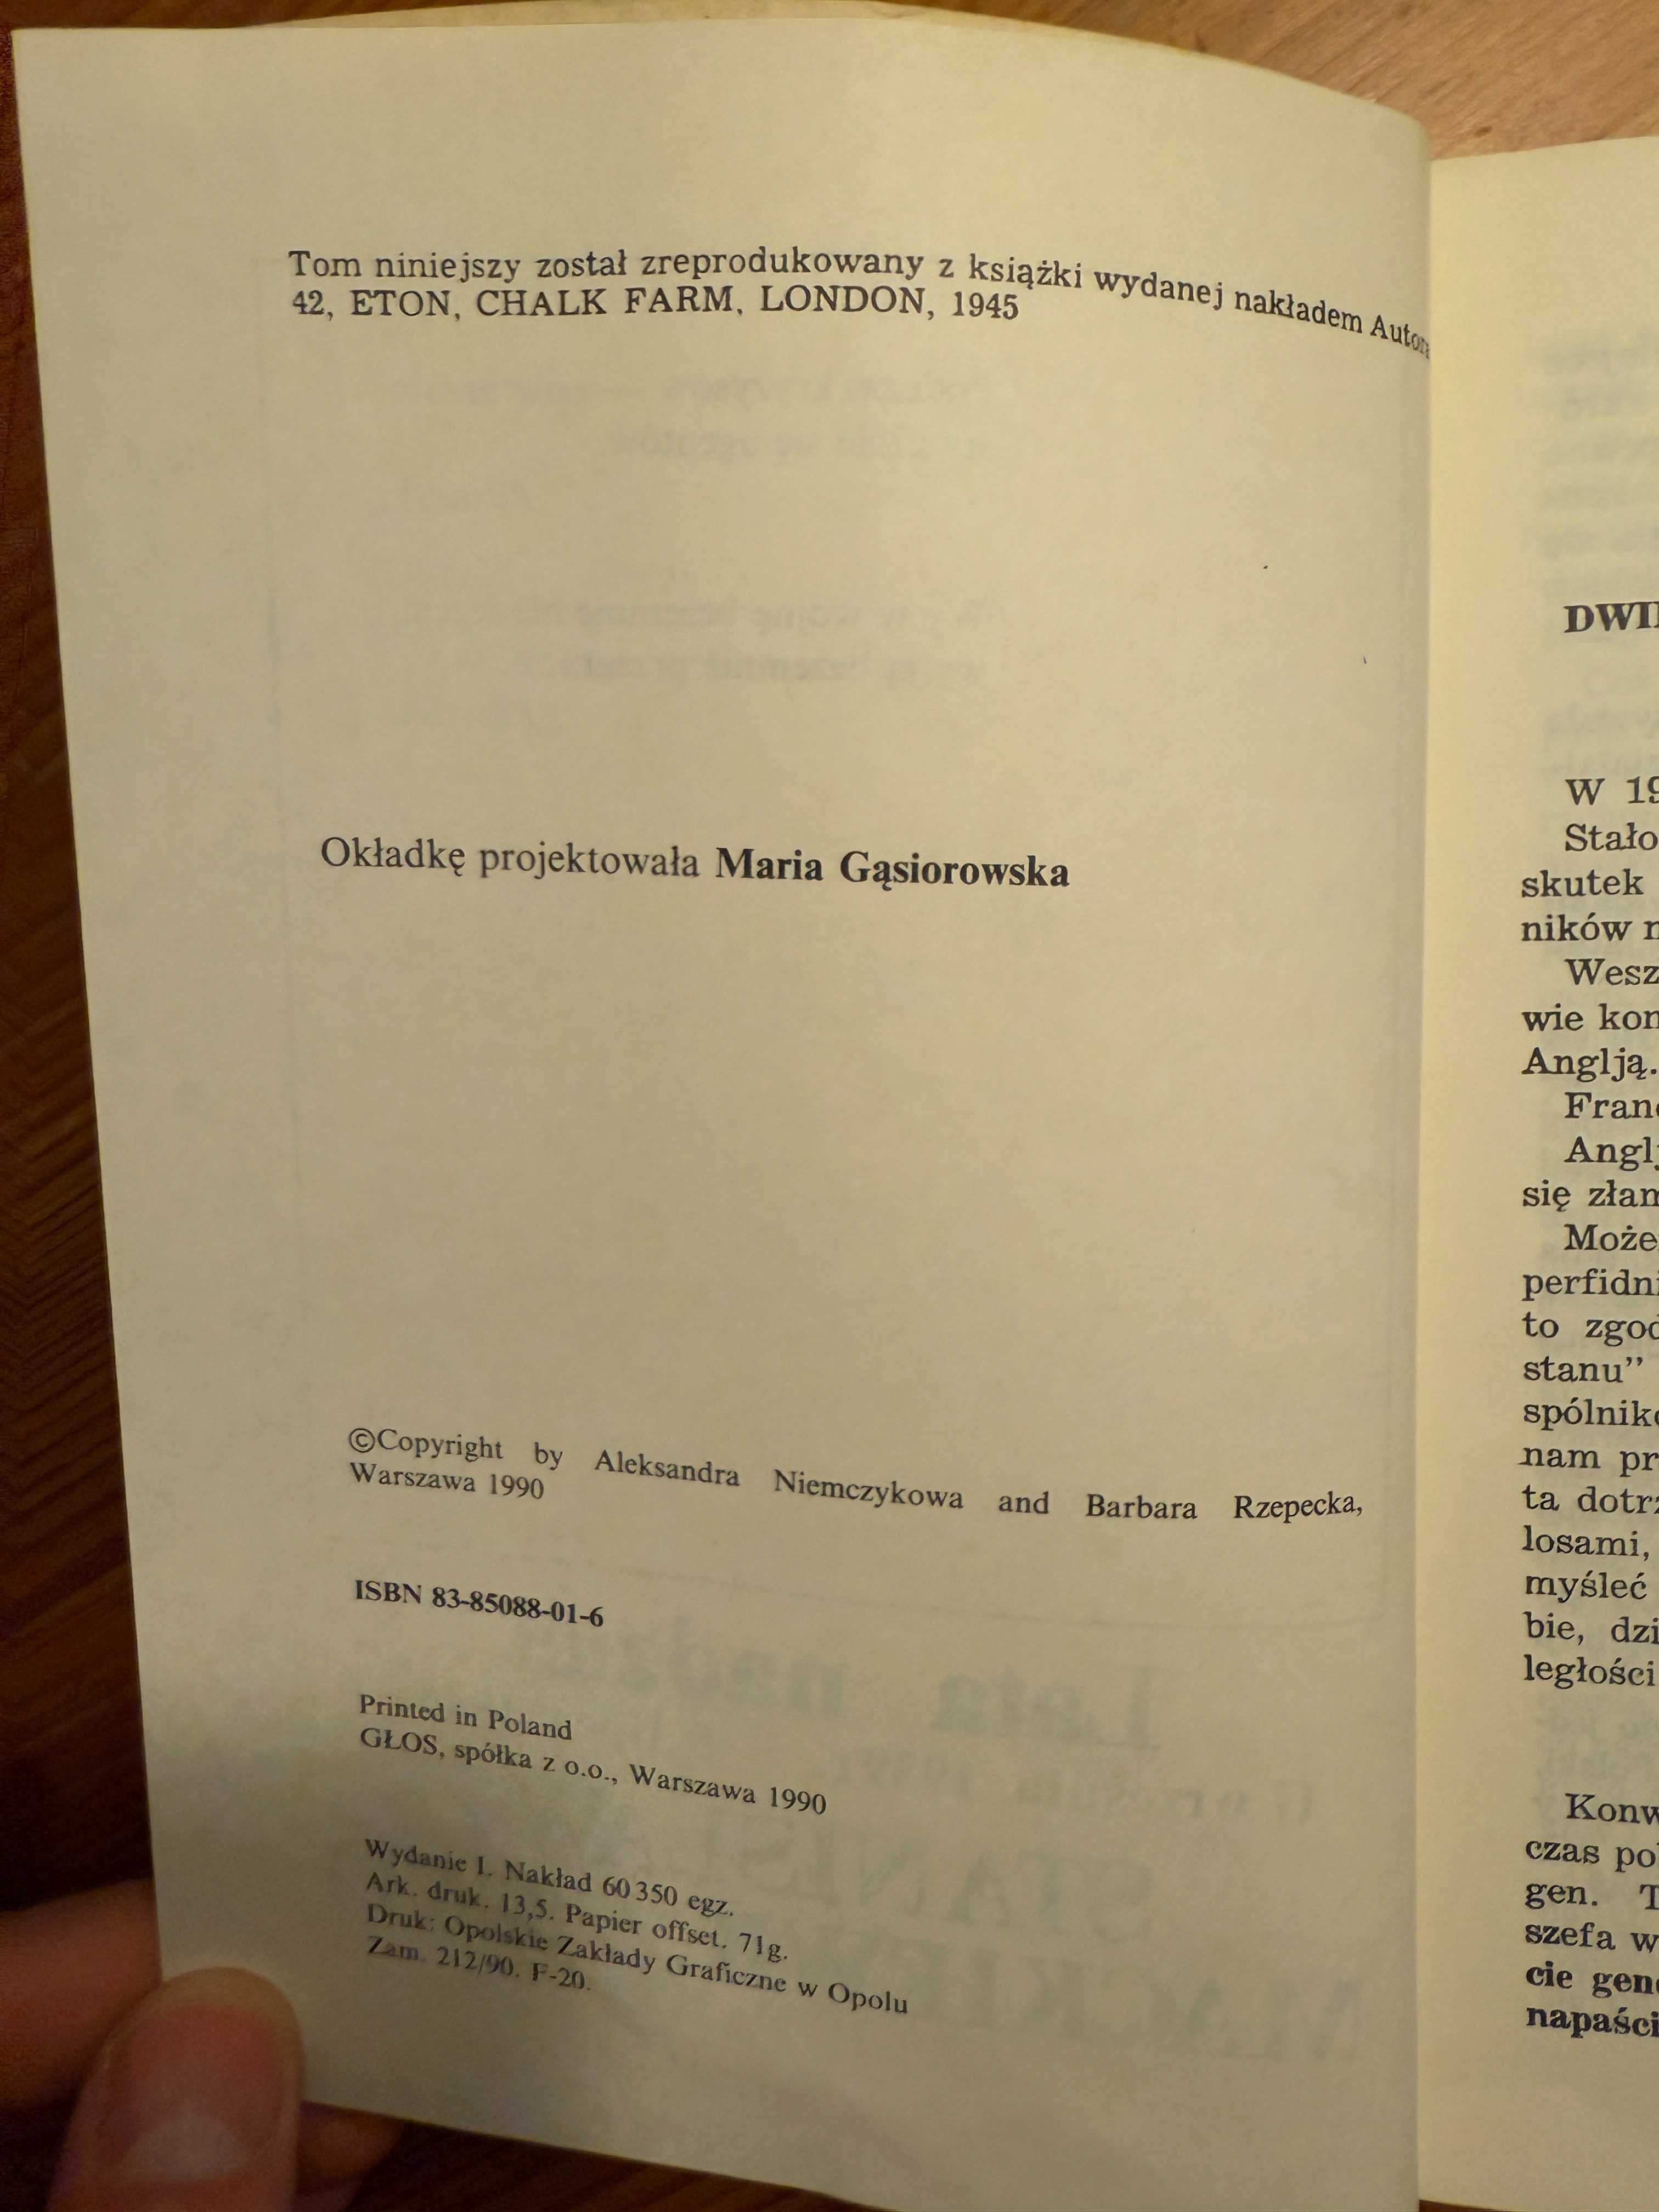 Tom niniejszy został zreprodukowany z książki wydanej nakładem Autora
42, ETON, CHALK FARM, LONDON, 1945
Okładkę projektowała Maria Gąsiorowska
©Copyright by Aleksandra Niemczykowa and Barbara Rzepecka,
Warszawa 1990
ISBN 83-85088-01-6
Printed in Poland
GŁOS, spółka z o.o., Warszawa 1990
Wydanie I. Nakład 60 350 egz.
Ark. druk. 13,5. Papier offset. 71g.
Druk: Opolskie Zakłady Graficzne w Opolu
Zam. 212/90. F-20.
DWII
W 19
Stało
skutek
ników n
Wesz
wie kon
Anglją.
Fran
Anglj
się złam
Może
perfidni
to zgod
stanu”
spólnik
nam pr
ta dotrz
losami,
myśleć
bie, dzi
ległości
Konw
czas po
gen. T
szefa w
cie gen
napaści